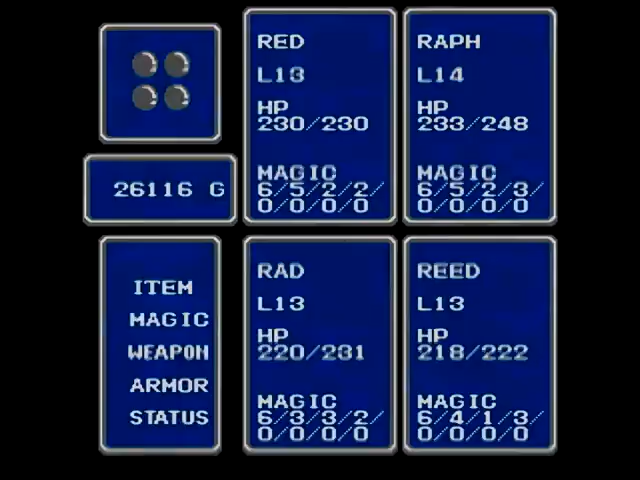 RED
L13
HP
230/230
MAGIC
6/5/2/2/
0/0/0/0
RAPH
L14
HP
233/248
MAGIC
6/5/2/3/
0/0/0/0
26116 G
ITEM
MAGIC
WEAPON
ARMOR
STATUS
RAD
L13
HP
220/231
MAGIC
6/3/3/2/
0/0/0/0
REED
L13
HP
218/222
MAGIC
6/4/1/3/
0/0/0/0